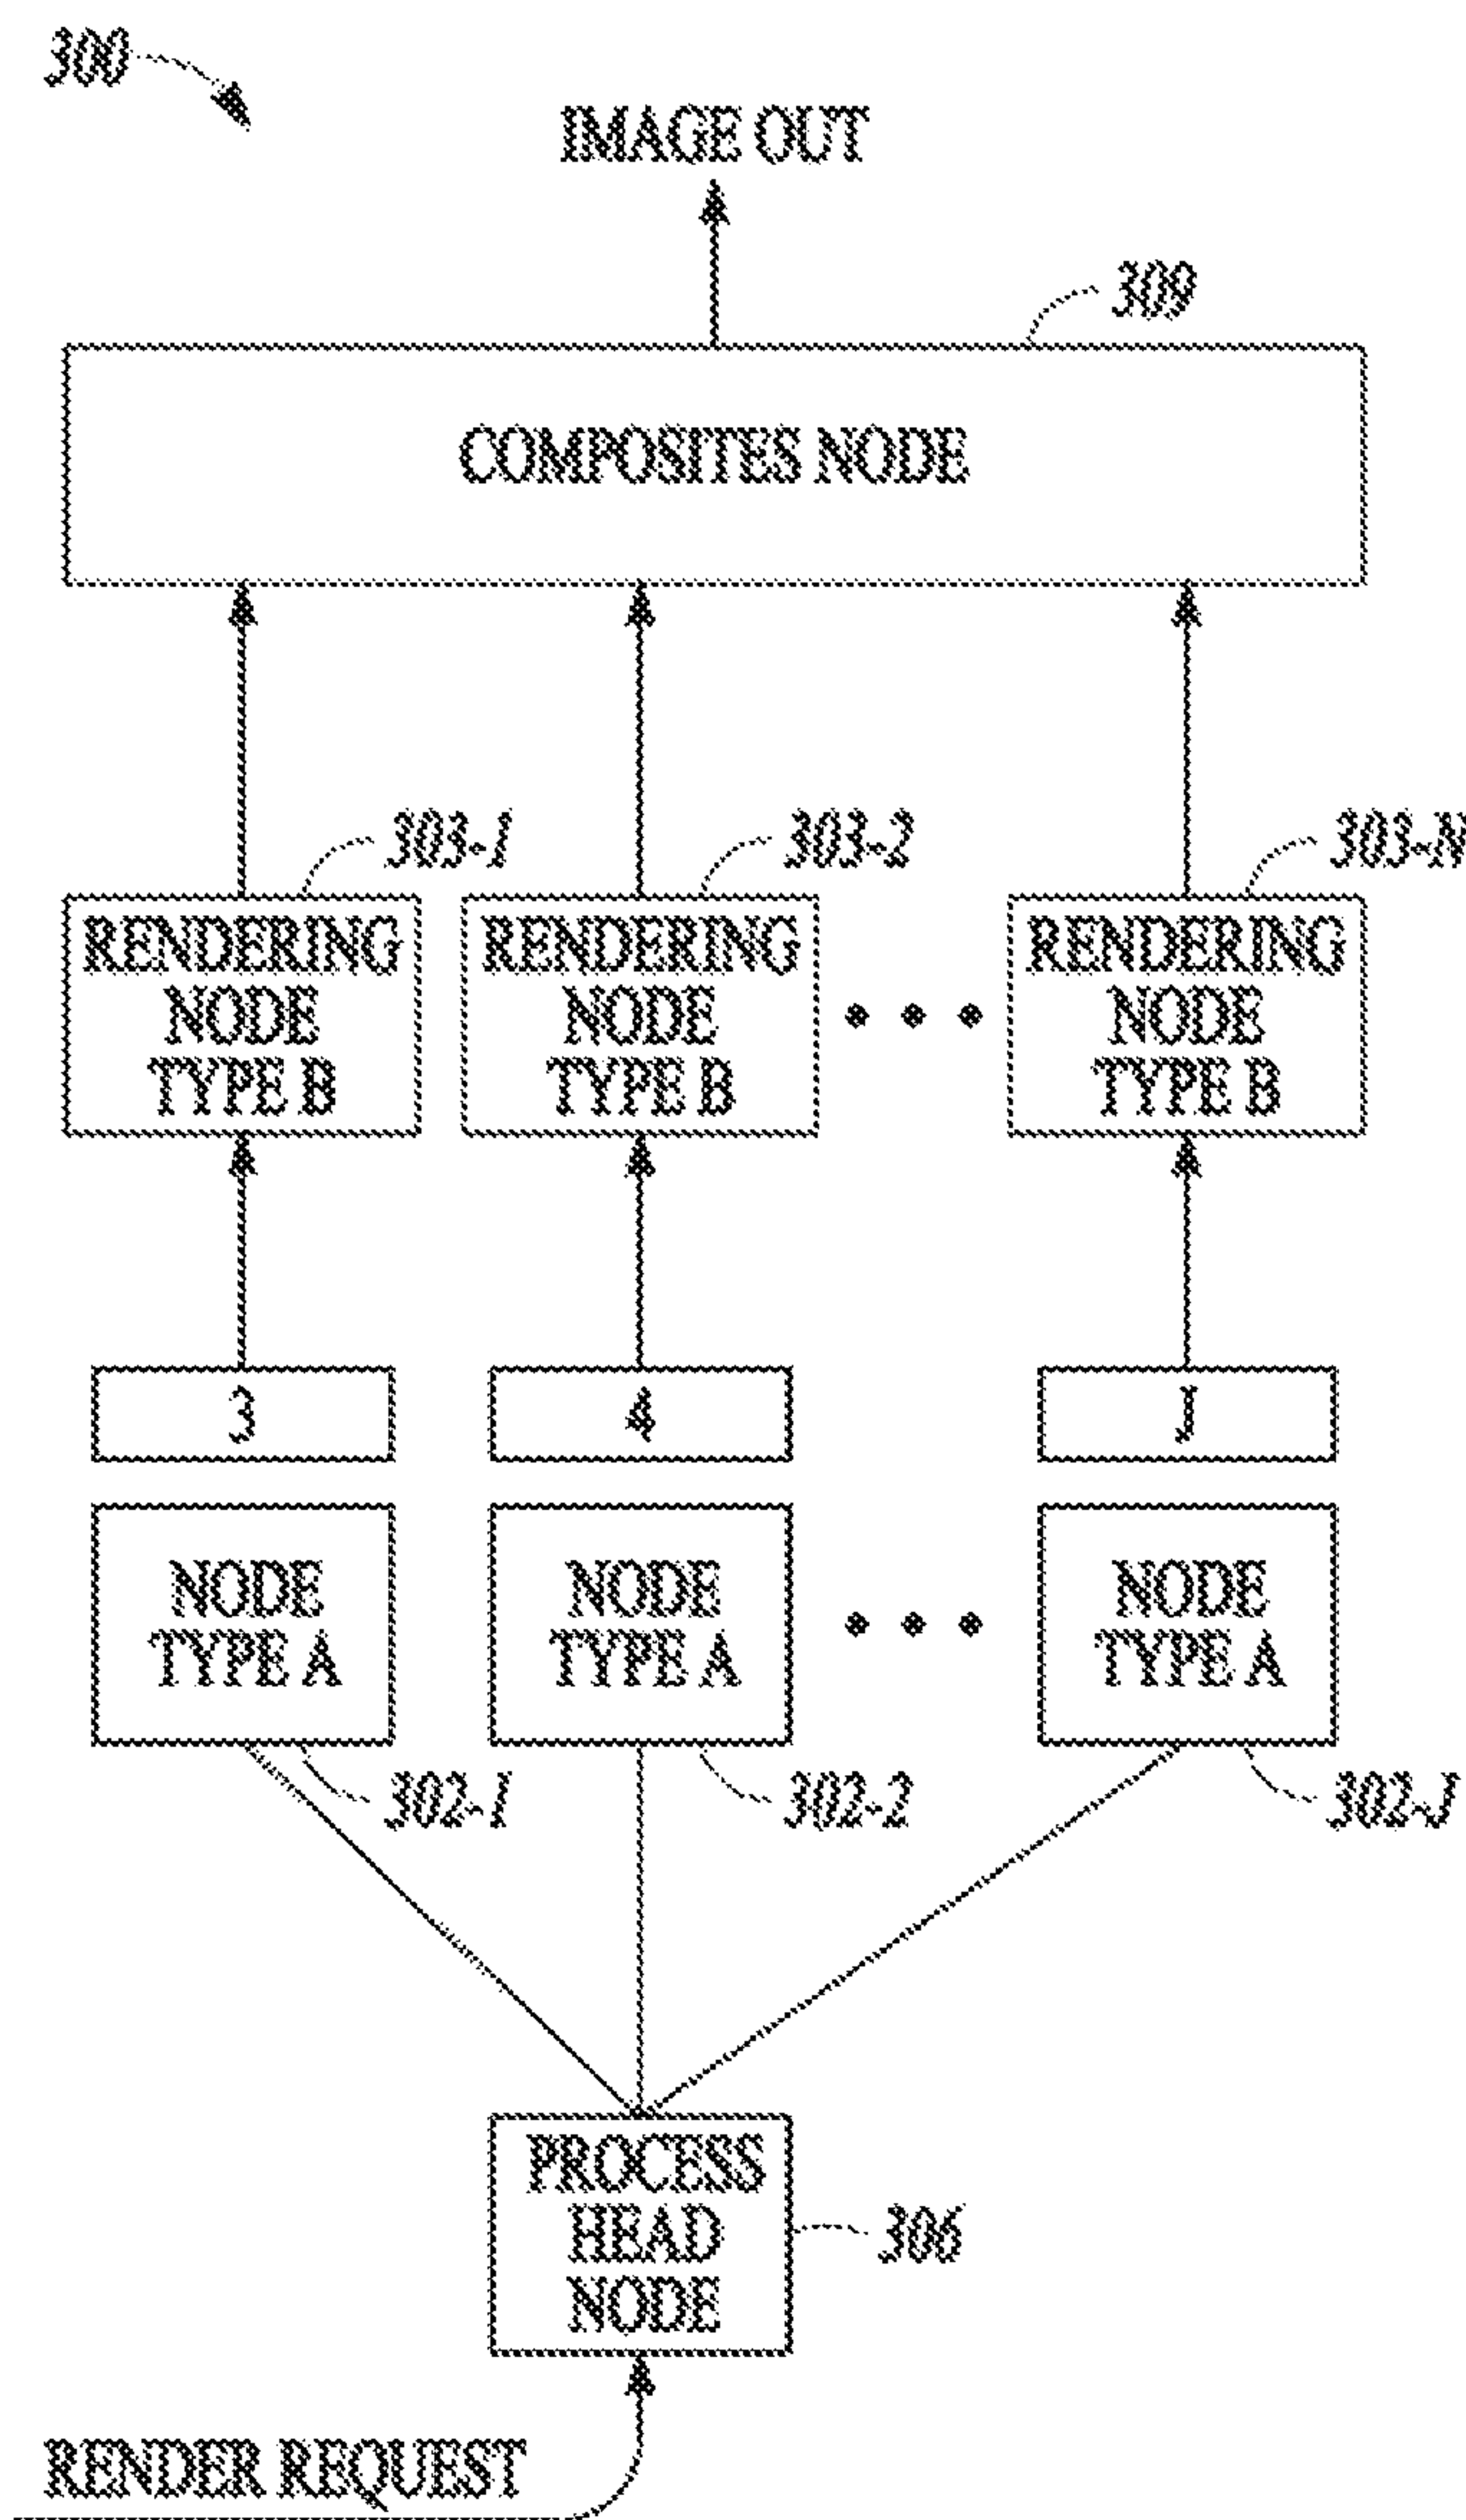 300
IMAGE OUT
309
COMPOSITES NODE
303-1
303-2
303-N
RENDERING
NODE
TYPE B
RENDERING
NODE
TYPE B
RENDERING
NODE
TYPE B
3
4
J
NODE
TYPE A
NODE
TYPE A
NODE
TYPE A
302-1
302-2
302-J
PROCESS
HEAD
NODE
306
RENDER REQUEST